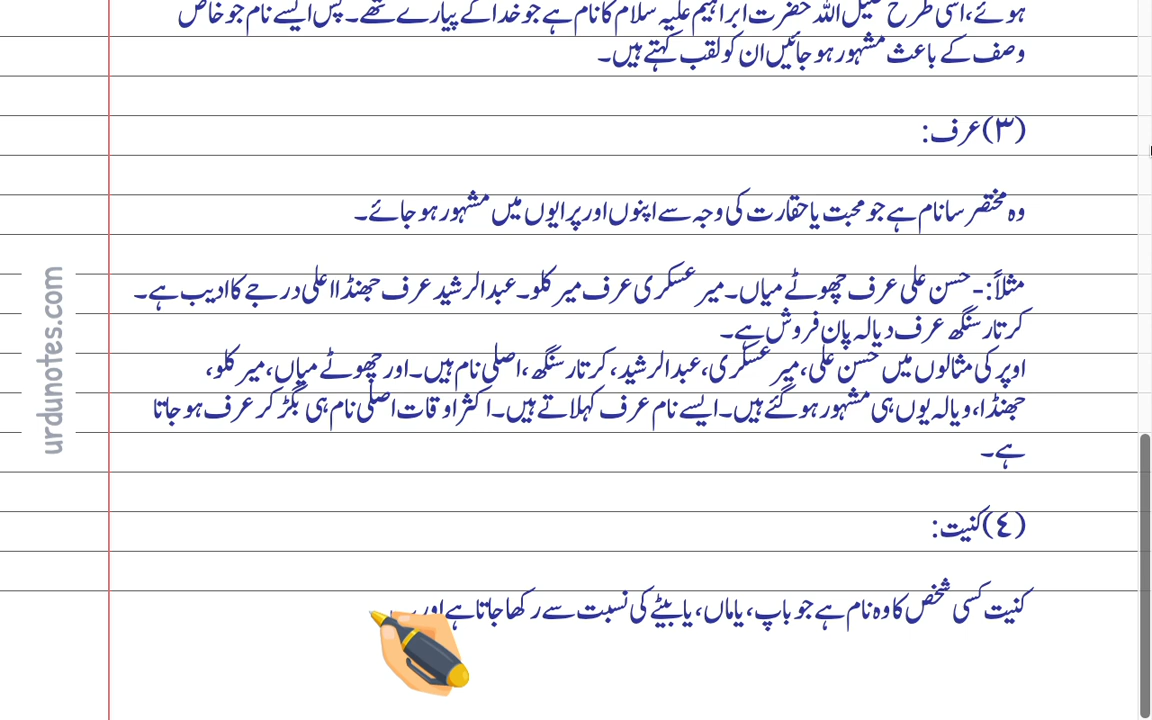 ہوئے، اسی طرح خلیل اللہ حضرت ابراہیم علیہ سلام کا نام ہے جو خدا کے پیارے تھے۔ پس ایسے نام جو خاص
وصف کے باعث مشہور ہو جائیں ان کو لقب کہتے ہیں۔
(۳) عرف:
وہ مختصر سا نام ہے جو محبت یا حقارت کی وجہ سے اپنوں اور پرایوں میں مشہور ہو جائے۔
مثلاً:- حسن علی عرف چھوٹے میاں۔ میر عسکری عرف میر کلو۔ عبدالرشید عرف جھنڈا اعلی درجے کا ادیب ہے۔
کرتار سنگھ عرف دیالہ پان فروش ہے۔
اوپر کی مثالوں میں حسن علی، میر عسکری، عبدالرشید، کرتار سنگھ، اصلی نام ہیں۔ اور چھوٹے میاں، میر کلو،
جھنڈا، ویالہ یوں ہی مشہور ہو گئے ہیں۔ ایسے نام عرف کہلاتے ہیں۔ اکثر اوقات اصلی نام ہی بگڑ کر عرف ہو جاتا
ہے۔
(٤) کنیت:
کنیت کسی شخص کا وہ نام ہے جو باپ، یا ماں، یا بیٹے کی نسبت سے رکھا جاتا ہے اور
urdunotes.com